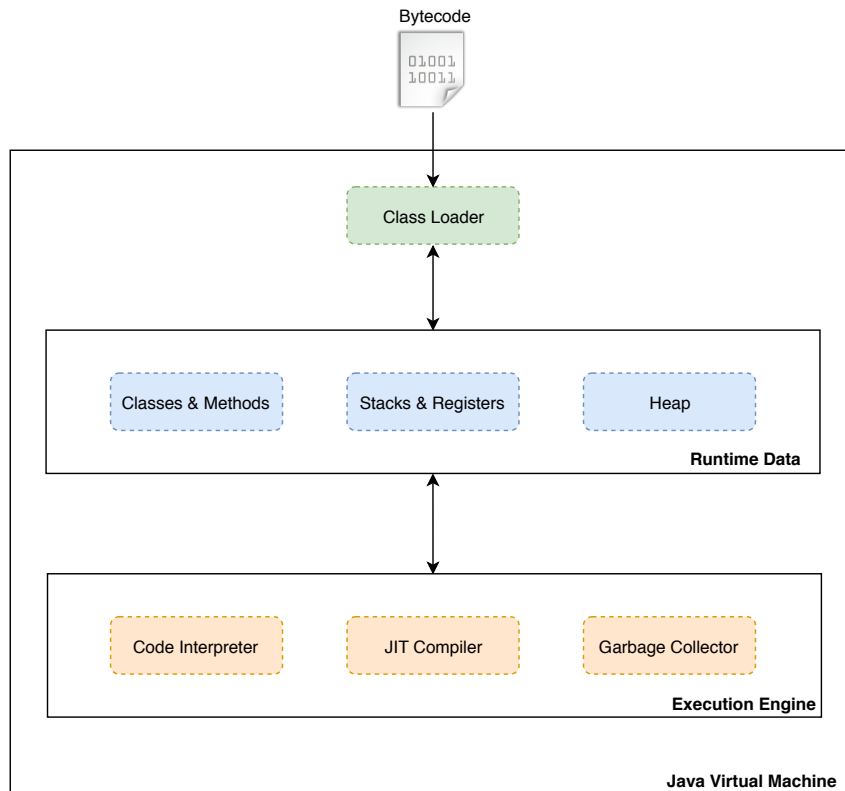 Bytecode
01001
10011
Class Loader
Classes & Methods
Stacks & Registers
Heap
Runtime Data
Code Interpreter
JIT Compiler
Garbage Collector
Execution Engine
Java Virtual Machine